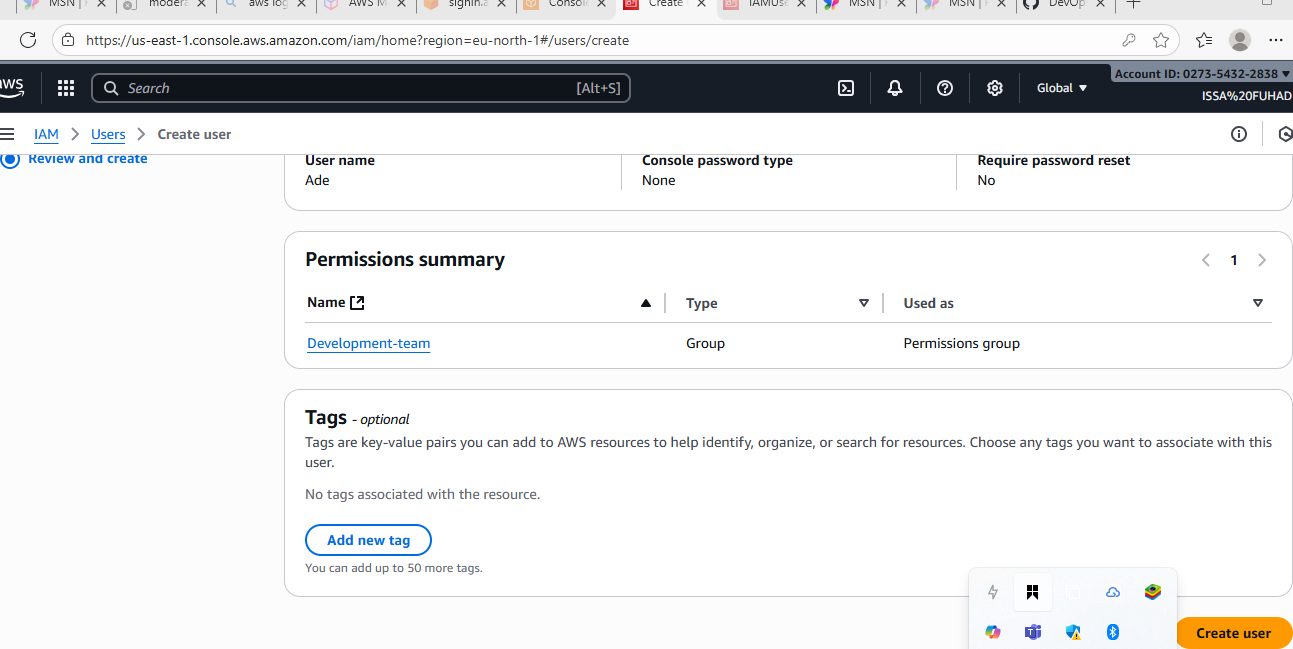 MSN |
modera
aws log
AWS M
signin.a
Consol
Create
IAMUse
MSN |
MSN |
DevOp
https://us-east-1.console.aws.amazon.com/iam/home?region=eu-north-1#/users/create
aws
Search
[Alt+S]
Global
Account ID: 0273-5432-2838
ISSA%20FUHAD
IAM > Users > Create user
Review and create
User name
Console password type
Require password reset
Ade
None
No
Permissions summary
1
Name
Type
Used as
Development-team
Group
Permissions group
Tags - optional
Tags are key-value pairs you can add to AWS resources to help identify, organize, or search for resources. Choose any tags you want to associate with this
user.
No tags associated with the resource.
Add new tag
You can add up to 50 more tags.
Create user